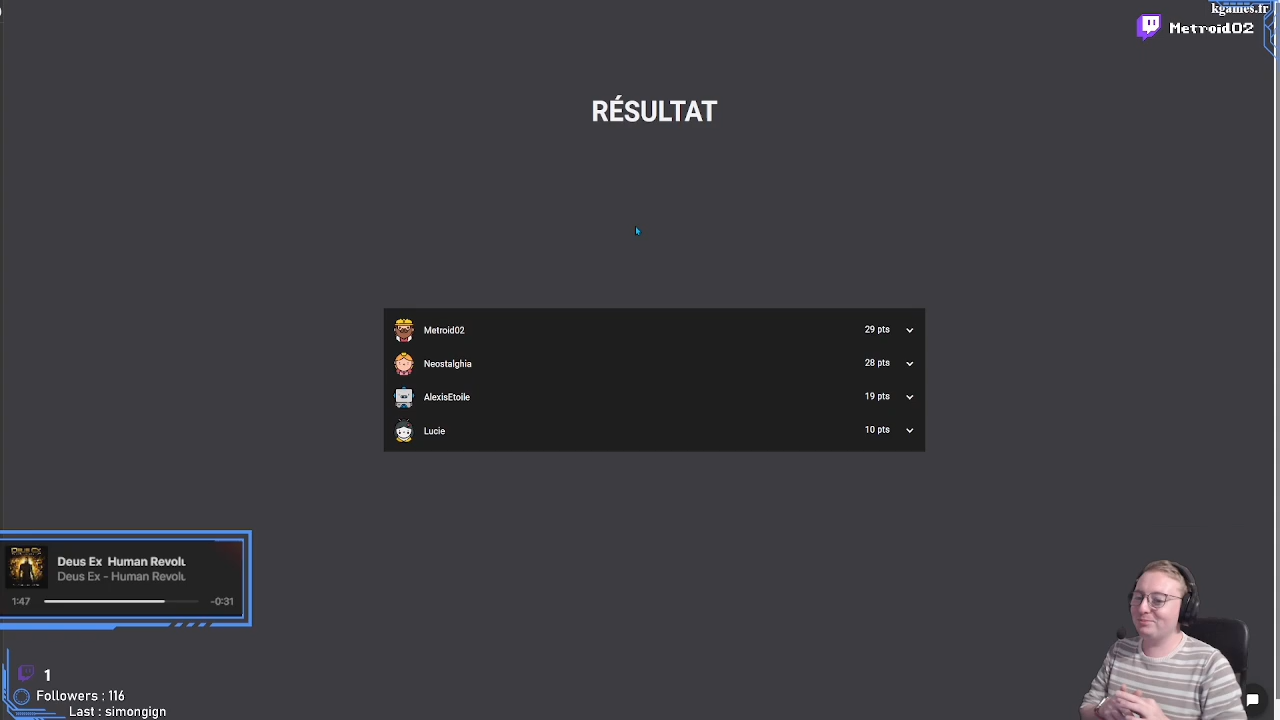 kgames.fr
Metroid02
RÉSULTAT
Metroid02 29 pts
Neostalghia 28 pts
AlexisEtoile 19 pts
Lucie 10 pts
Deus Ex Human Revolu
Deus Ex - Human Revolu
1:47 -0:31
1
Followers : 116
Last : simongign